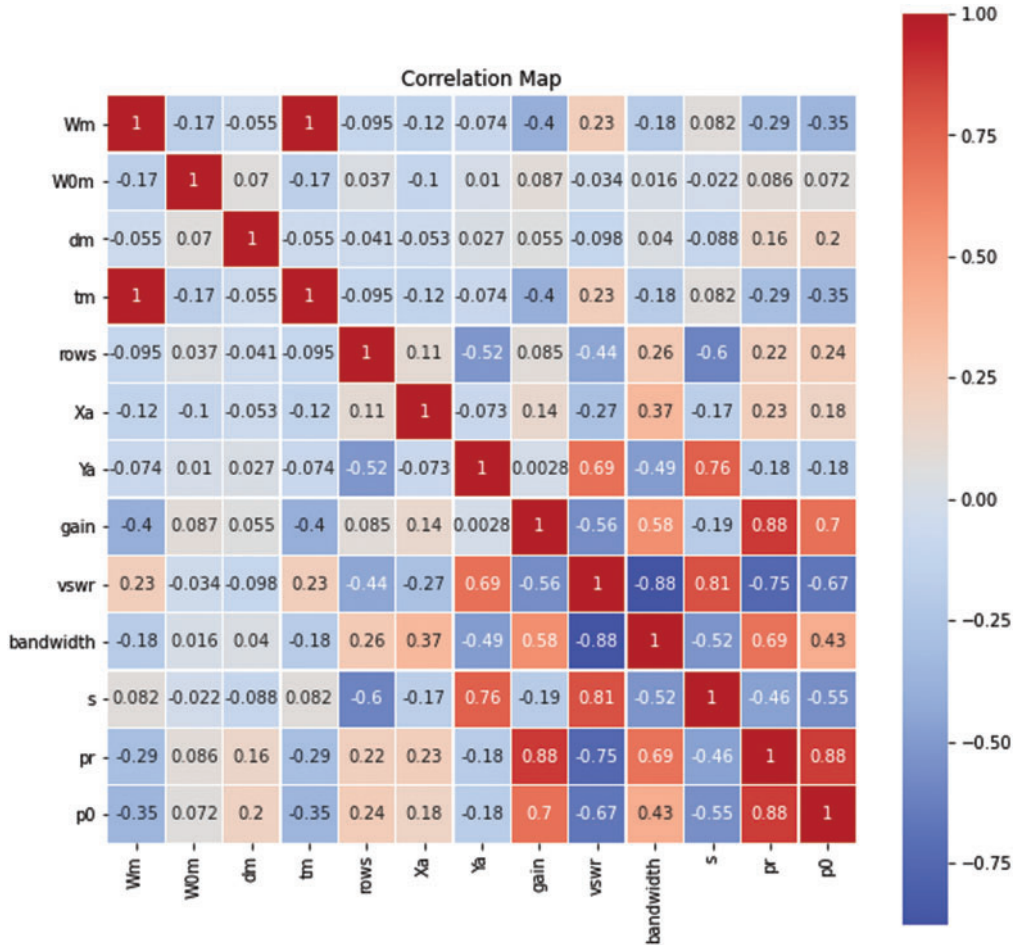 Correlation Map
Wm 1 -0.17 -0.055 1 -0.095 -0.12 -0.074 -0.4 0.23 -0.18 0.082 -0.29 -0.35
W0m -0.17 1 0.07 -0.17 0.037 -0.1 0.01 0.087 -0.034 0.016 -0.022 0.086 0.072
dm -0.055 0.07 1 -0.055 -0.041 -0.053 0.027 0.055 -0.098 0.04 -0.088 0.16 0.2
tm 1 -0.17 -0.055 1 -0.095 -0.12 -0.074 -0.4 0.23 -0.18 0.082 -0.29 -0.35
rows -0.095 0.037 -0.041 -0.095 1 0.11 -0.52 0.085 -0.44 0.26 -0.6 0.22 0.24
Xa -0.12 -0.1 -0.053 -0.12 0.11 1 -0.073 0.14 -0.27 0.37 -0.17 0.23 0.18
Ya -0.074 0.01 0.027 -0.074 -0.52 -0.073 1 0.0028 0.69 -0.49 0.76 -0.18 -0.18
gain -0.4 0.087 0.055 -0.4 0.085 0.14 0.0028 1 -0.56 0.58 -0.19 0.88 0.7
vswr 0.23 -0.034 -0.098 0.23 -0.44 -0.27 0.69 -0.56 1 -0.88 0.81 -0.75 -0.67
bandwidth -0.18 0.016 0.04 -0.18 0.26 0.37 -0.49 0.58 -0.88 1 -0.52 0.69 0.43
s 0.082 -0.022 -0.088 0.082 -0.6 -0.17 0.76 -0.19 0.81 -0.52 1 -0.46 -0.55
pr -0.29 0.086 0.16 -0.29 0.22 0.23 -0.18 0.88 -0.75 0.69 -0.46 1 0.88
p0 -0.35 0.072 0.2 -0.35 0.24 0.18 -0.18 0.7 -0.67 0.43 -0.55 0.88 1
Wm W0m dm tm rows Xa Ya gain vswr bandwidth s pr p0
1.00
0.75
0.50
0.25
0.00
−0.25
−0.50
−0.75